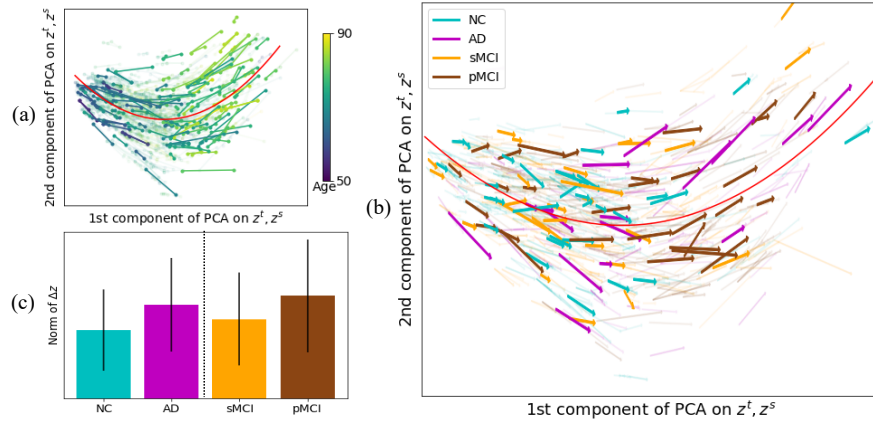 (a)
2nd component of PCA on z^t, z^s
90
50
Age
1st component of PCA on z^t, z^s
(b)
NC
AD
sMCI
pMCI
2nd component of PCA on z^t, z^s
1st component of PCA on z^t, z^s
(c)
Norm of Δz
NC AD sMCI pMCI